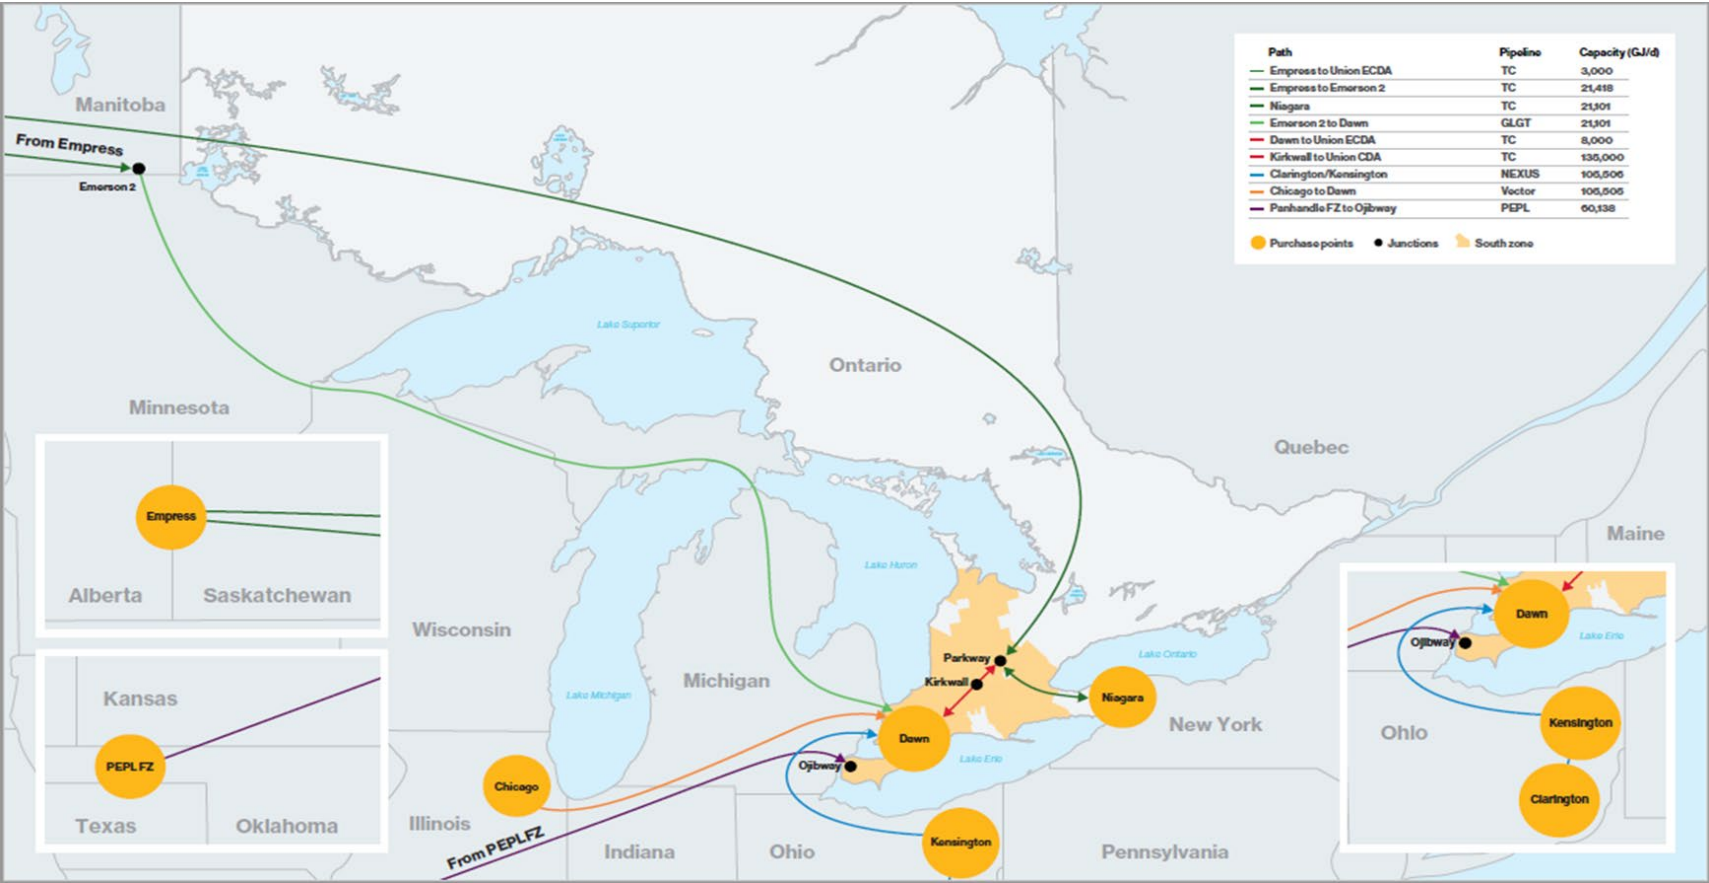 Path Pipeline Capacity (GJ/d)
Empress to Union ECDA TC 3,000
Empress to Emerson 2 TC 21,418
Niagara TC 21,101
Emerson 2 to Dawn GLGT 21,101
Dawn to Union ECDA TC 8,000
Kirkwall to Union CDA TC 135,000
Clarington/Kensington NEXUS 105,506
Chicago to Dawn Vector 105,505
Panhandle FZ to Ojibway PEPL 60,138
Purchase points Junctions South zone
Manitoba
From Empress
Emerson 2
Lake Superior
Ontario
Minnesota
Quebec
Empress
Alberta Saskatchewan
Maine
Lake Huron
Wisconsin
Parkway
Lake Ontario
Kirkwall
Michigan
Lake Michigan
Niagara
New York
Dawn
Lake Erie
Ojibway
Chicago
Illinois
From PEPL FZ
Kensington
Indiana
Ohio
Pennsylvania
Kansas
PEPL FZ
Texas Oklahoma
Dawn
Lake Erie
Ojibway
Kensington
Ohio
Clarington